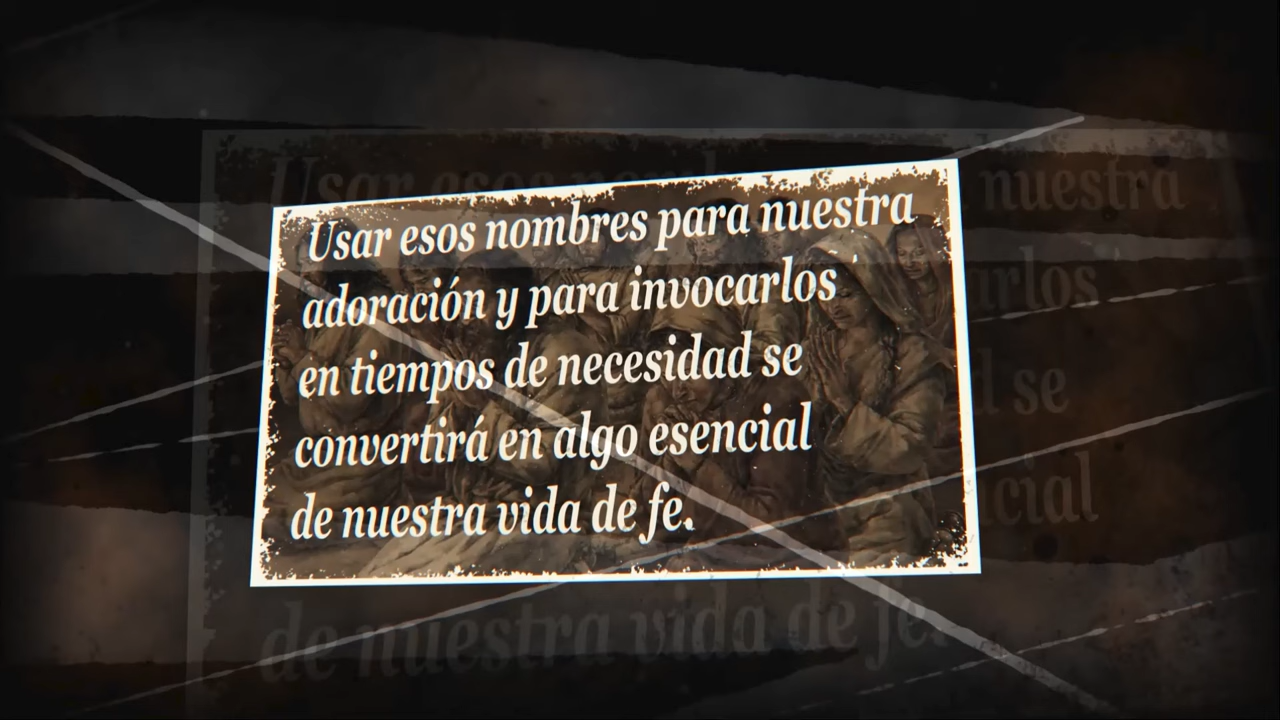 Usar esos nombres para nuestra
adoración y para invocarlos
en tiempos de necesidad se
convertirá en algo esencial
de nuestra vida de fe.